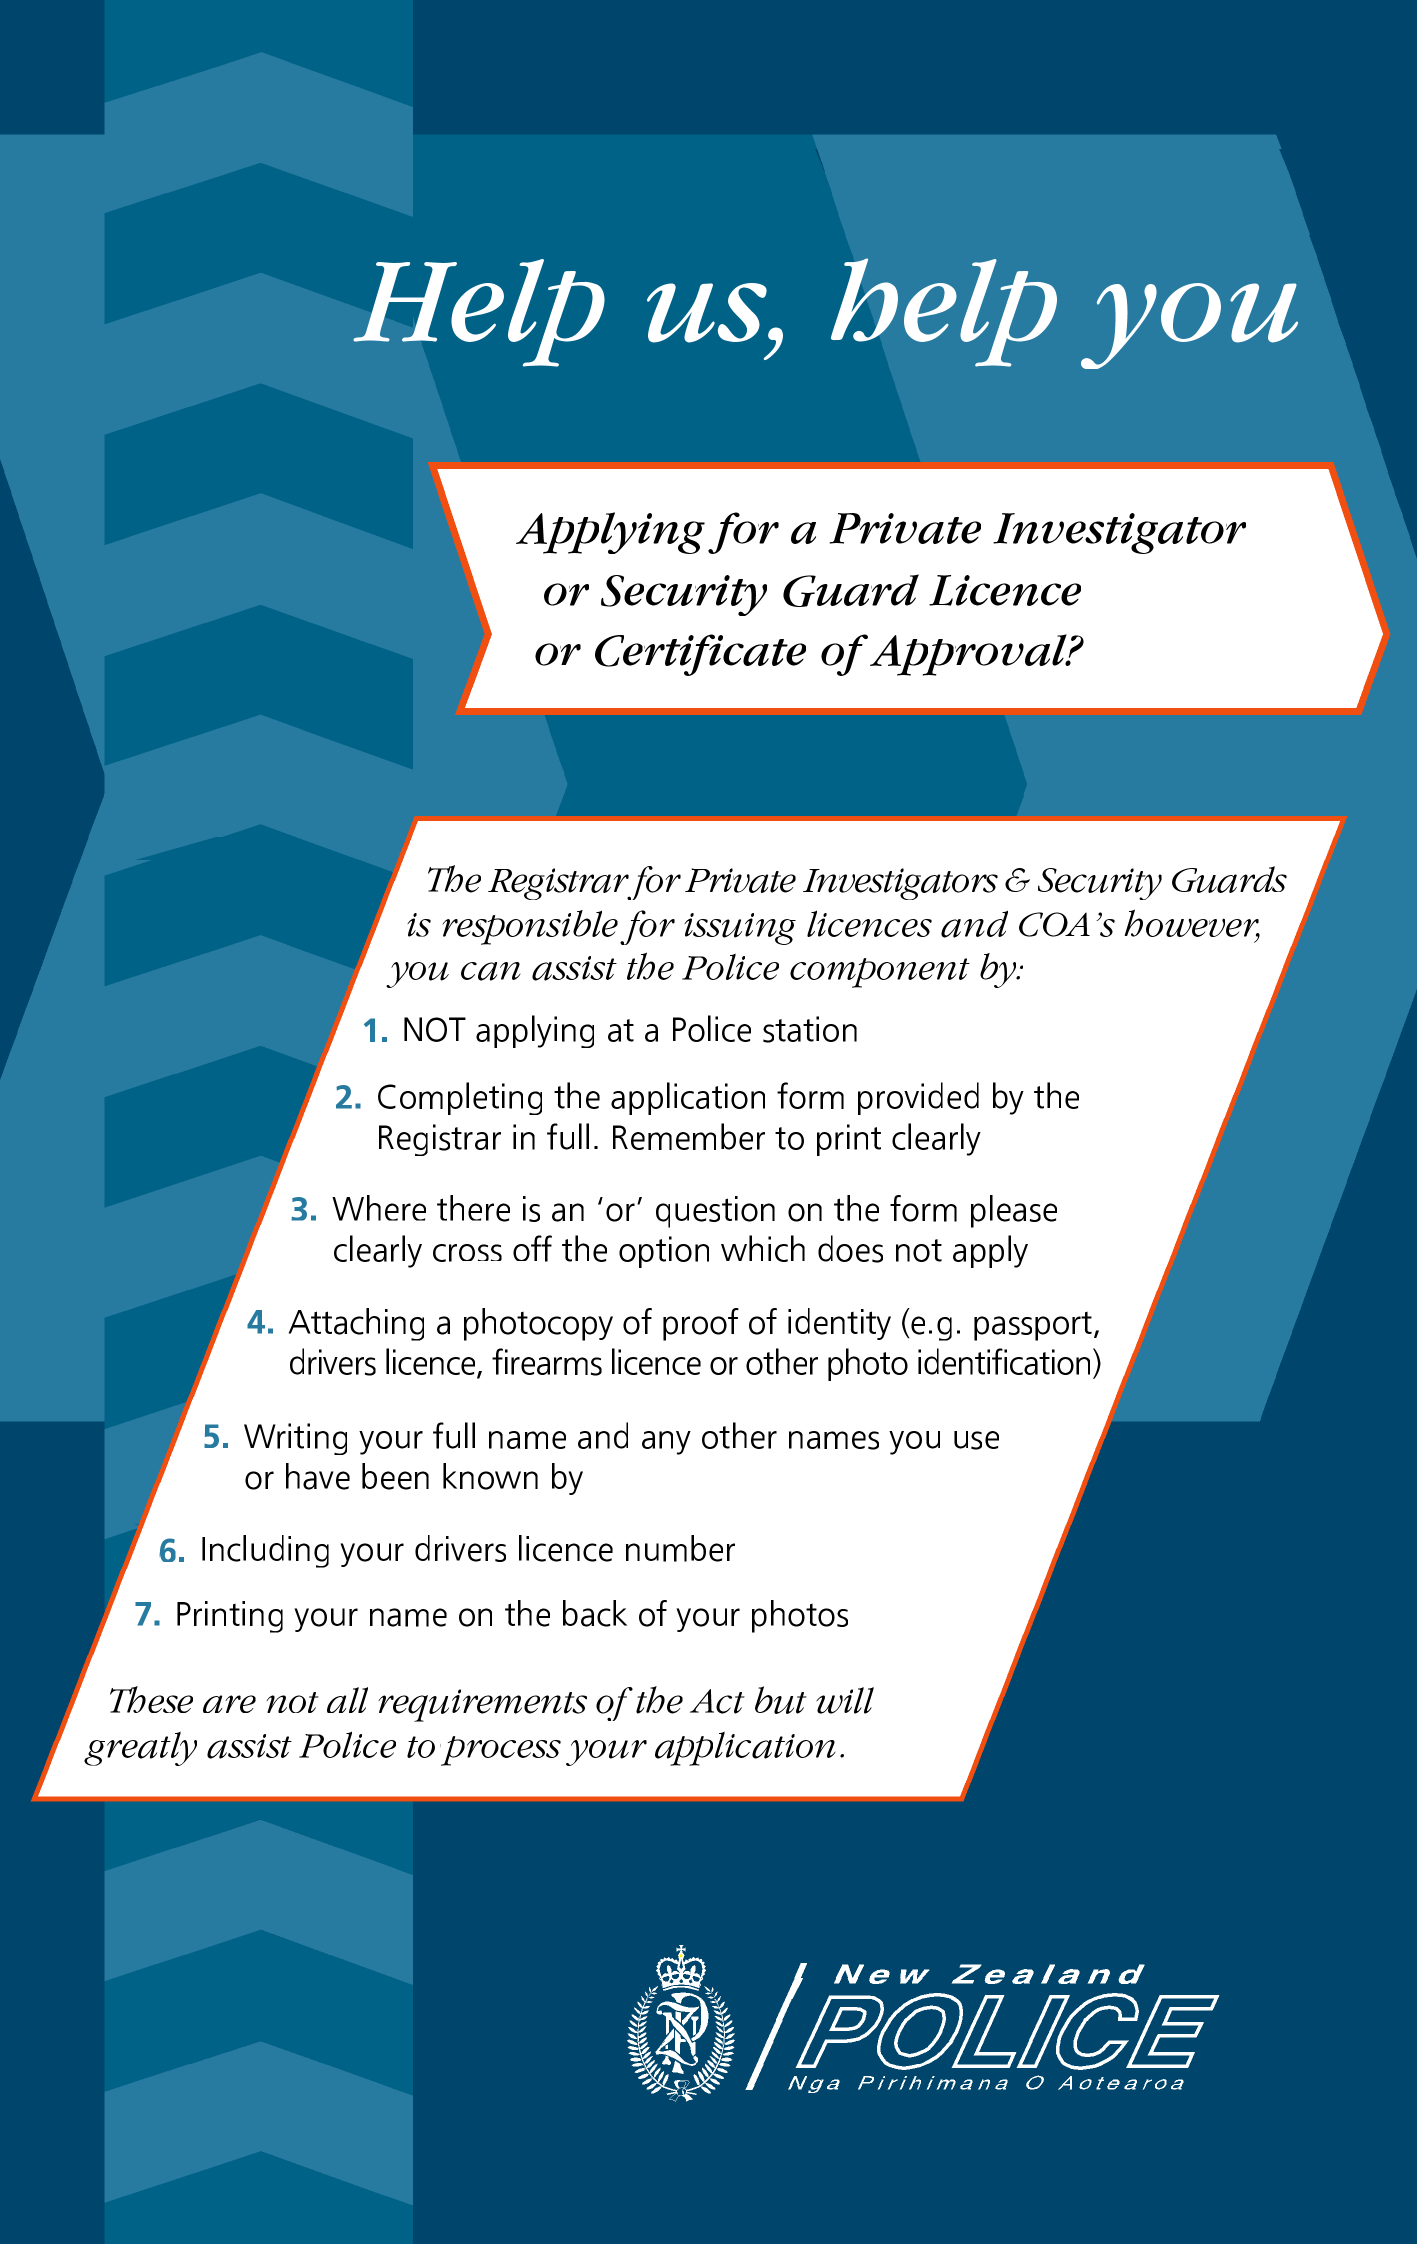 Help us, help you
Applying for a Private Investigator
or Security Guard Licence
or Certificate of Approval?
The Registrar for Private Investigators & Security Guards
is responsible for issuing licences and COA's however,
you can assist the Police component by:
1. NOT applying at a Police station
2. Completing the application form provided by the
Registrar in full. Remember to print clearly
3. Where there is an ‘or’ question on the form please
clearly cross off the option which does not apply
4. Attaching a photocopy of proof of identity (e.g. passport,
drivers licence, firearms licence or other photo identification)
5. Writing your full name and any other names you use
or have been known by
6. Including your drivers licence number
7. Printing your name on the back of your photos
These are not all requirements of the Act but will
greatly assist Police to process your application.
New Zealand
POLICE
Nga Pirihimana O Aotearoa